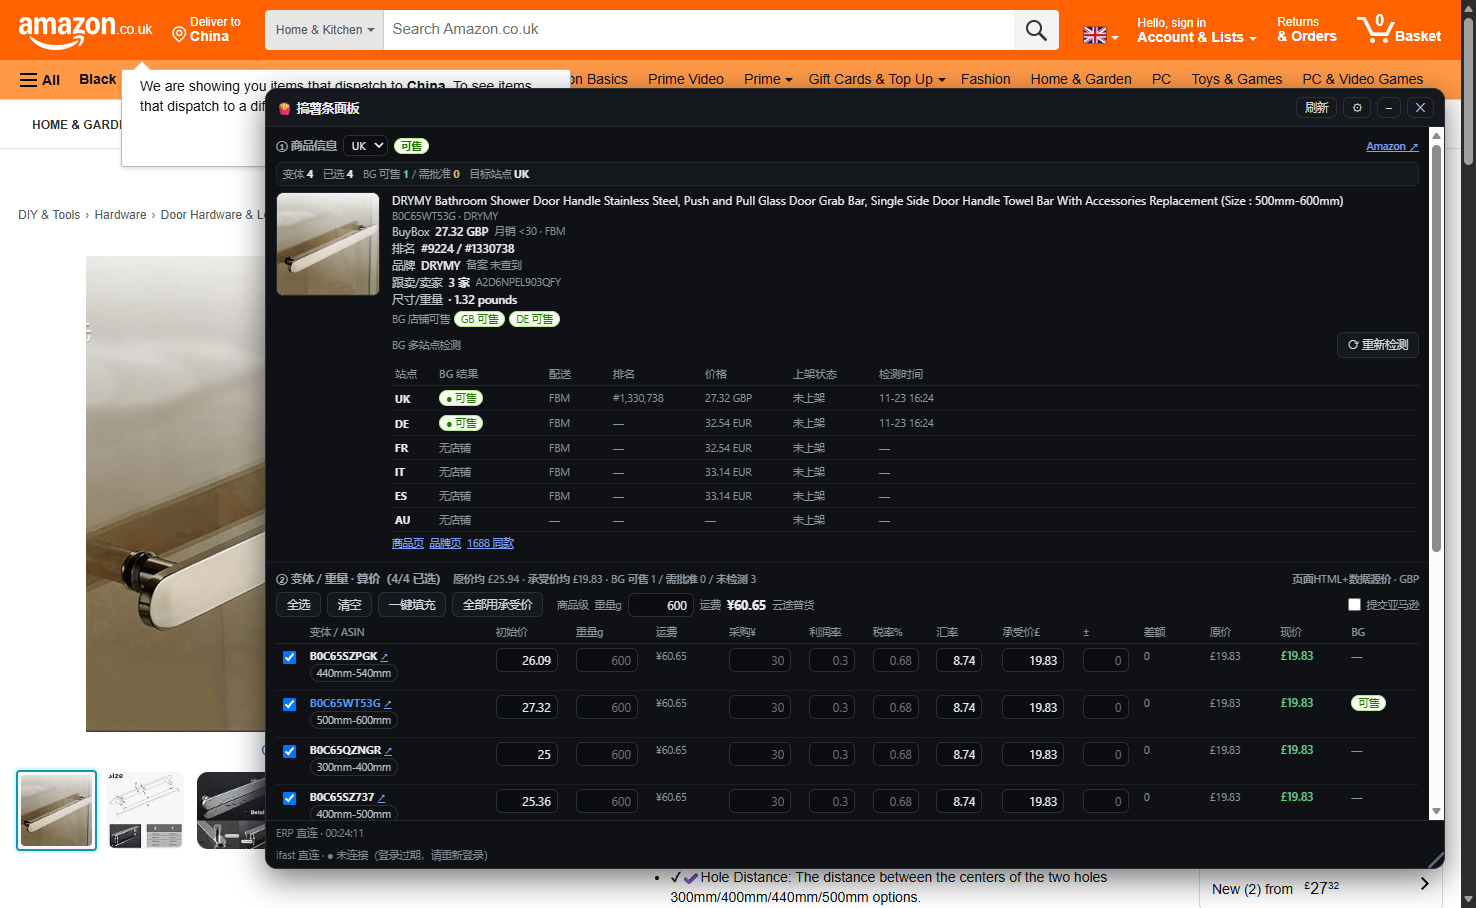 amazon.co.uk
Deliver to
China
Home & Kitchen
Search Amazon.co.uk
Hello, sign in
Account & Lists
Returns
& Orders
0
Basket
All
Black
on Basics
Prime Video
Prime
Gift Cards & Top Up
Fashion
Home & Garden
PC
Toys & Games
PC & Video Games
We are showing you items that dispatch to China. To see items
that dispatch to a dif
HOME & GARDE
DIY & Tools › Hardware › Door Hardware & Lo
搞薯条面板
刷新
① 商品信息 UK 可售
Amazon ↗
变体 4 已选 4 BG 可售 1 / 需批准 0 目标站点 UK
DRYMY Bathroom Shower Door Handle Stainless Steel, Push and Pull Glass Door Grab Bar, Single Side Door Handle Towel Bar With Accessories Replacement (Size : 500mm-600mm)
B0C65WT53G · DRYMY
BuyBox 27.32 GBP 月销 <30 · FBM
排名 #9224 / #1330738
品牌 DRYMY 备案 未查到
跟卖/卖家 3 家 A2D6NPEL903QFY
尺寸/重量 · 1.32 pounds
BG 店铺可售 GB 可售 DE 可售
BG 多站点检测
⟳ 重新检测
站点 BG 结果 配送 排名 价格 上架状态 检测时间
UK ● 可售 FBM #1,330,738 27.32 GBP 未上架 11-23 16:24
DE ● 可售 FBM — 32.54 EUR 未上架 11-23 16:24
FR 无店铺 FBM — 32.54 EUR 未上架 —
IT 无店铺 FBM — 33.14 EUR 未上架 —
ES 无店铺 FBM — 33.14 EUR 未上架 —
AU 无店铺 — — — 未上架 —
商品页 品牌页 1688 同款
② 变体 / 重量 · 算价 (4/4 已选) 原价均 £25.94 · 承受价均 £19.83 · BG 可售 1 / 需批准 0 / 未检测 3
页面HTML+数据源价 · GBP
全选 清空 一键填充 全部用承受价 商品级 重量g 600 运费 ¥60.65 云途普货
提交亚马逊
变体 / ASIN 初始价 重量g 运费 采购¥ 利润率 税率% 汇率 承受价£ ± 差额 原价 现价 BG
B0C65SZPGK ↗ 26.09 600 ¥60.65 30 0.3 0.68 8.74 19.83 0 0 £19.83 £19.83 —
440mm-540mm
B0C65WT53G ↗ 27.32 600 ¥60.65 30 0.3 0.68 8.74 19.83 0 0 £19.83 £19.83 可售
500mm-600mm
B0C65QZNGR ↗ 25 600 ¥60.65 30 0.3 0.68 8.74 19.83 0 0 £19.83 £19.83 —
300mm-400mm
B0C65SZ737 ↗ 25.36 600 ¥60.65 30 0.3 0.68 8.74 19.83 0 0 £19.83 £19.83 —
400mm-500mm
ERP 直连 · 00:24:11
ifast 直连 · ● 未连接 (登录过期，请重新登录)
Detail
✓ ✔ Hole Distance: The distance between the centers of the two holes
300mm/400mm/440mm/500mm options.
New (2) from £27³²